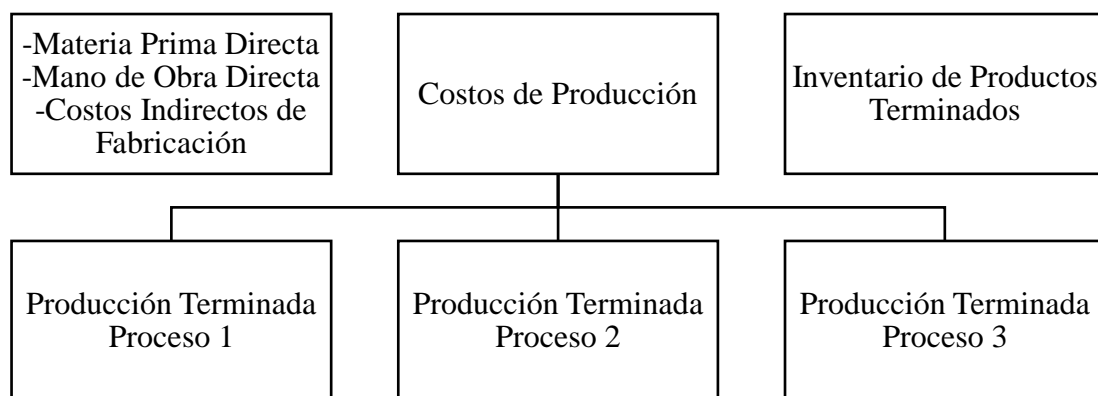 -Materia Prima Directa
-Mano de Obra Directa
-Costos Indirectos de
Fabricación
Costos de Producción
Inventario de Productos
Terminados
Producción Terminada
Proceso 1
Producción Terminada
Proceso 2
Producción Terminada
Proceso 3